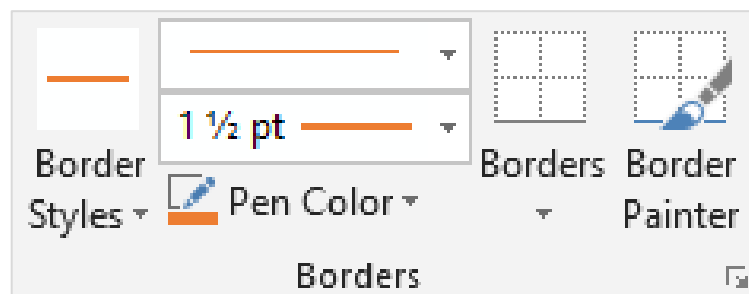 Border
Styles
1 ½ pt
Pen Color
Borders
Border
Painter
Borders